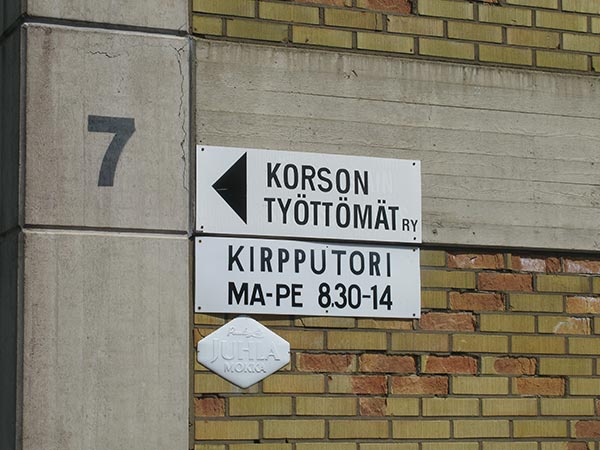 7
KORSON
TYÖTTÖMÄT RY
KIRPPUTORI
MA-PE 8.30-14
JUHLA
MOKKA